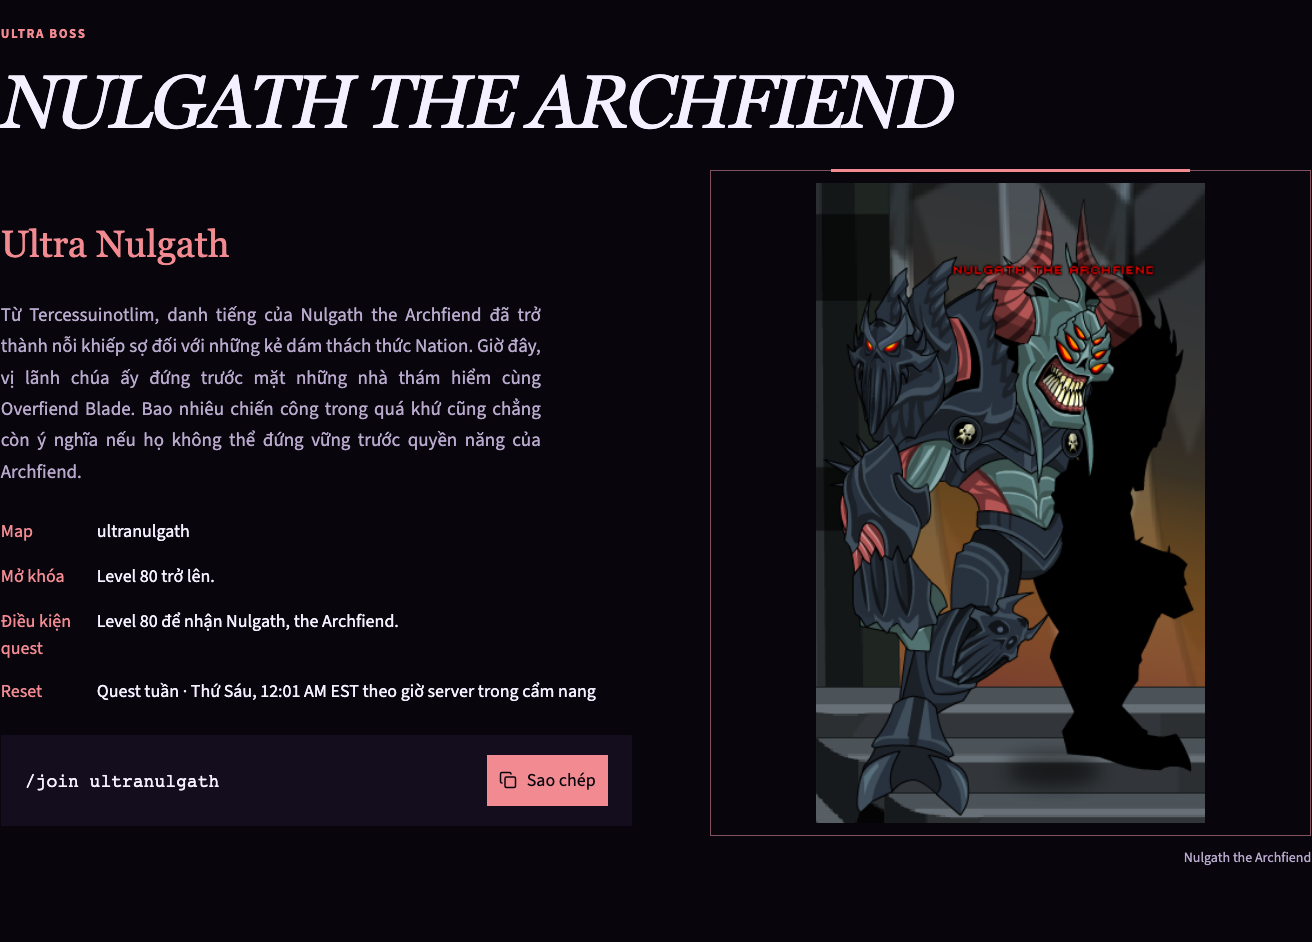 ULTRA BOSS
NULGATH THE ARCHFIEND
Ultra Nulgath
Từ Tercessuinotlim, danh tiếng của Nulgath the Archfiend đã trở
thành nỗi khiếp sợ đối với những kẻ dám thách thức Nation. Giờ đây,
vị lãnh chúa ấy đứng trước mặt những nhà thám hiểm cùng
Overfiend Blade. Bao nhiêu chiến công trong quá khứ cũng chẳng
còn ý nghĩa nếu họ không thể đứng vững trước quyền năng của
Archfiend.
Map ultranulgath
Mở khóa Level 80 trở lên.
Điều kiện quest Level 80 để nhận Nulgath, the Archfiend.
Reset Quest tuần · Thứ Sáu, 12:01 AM EST theo giờ server trong cẩm nang
/join ultranulgath
Sao chép
NULGATH THE ARCHFIEND
Nulgath the Archfiend